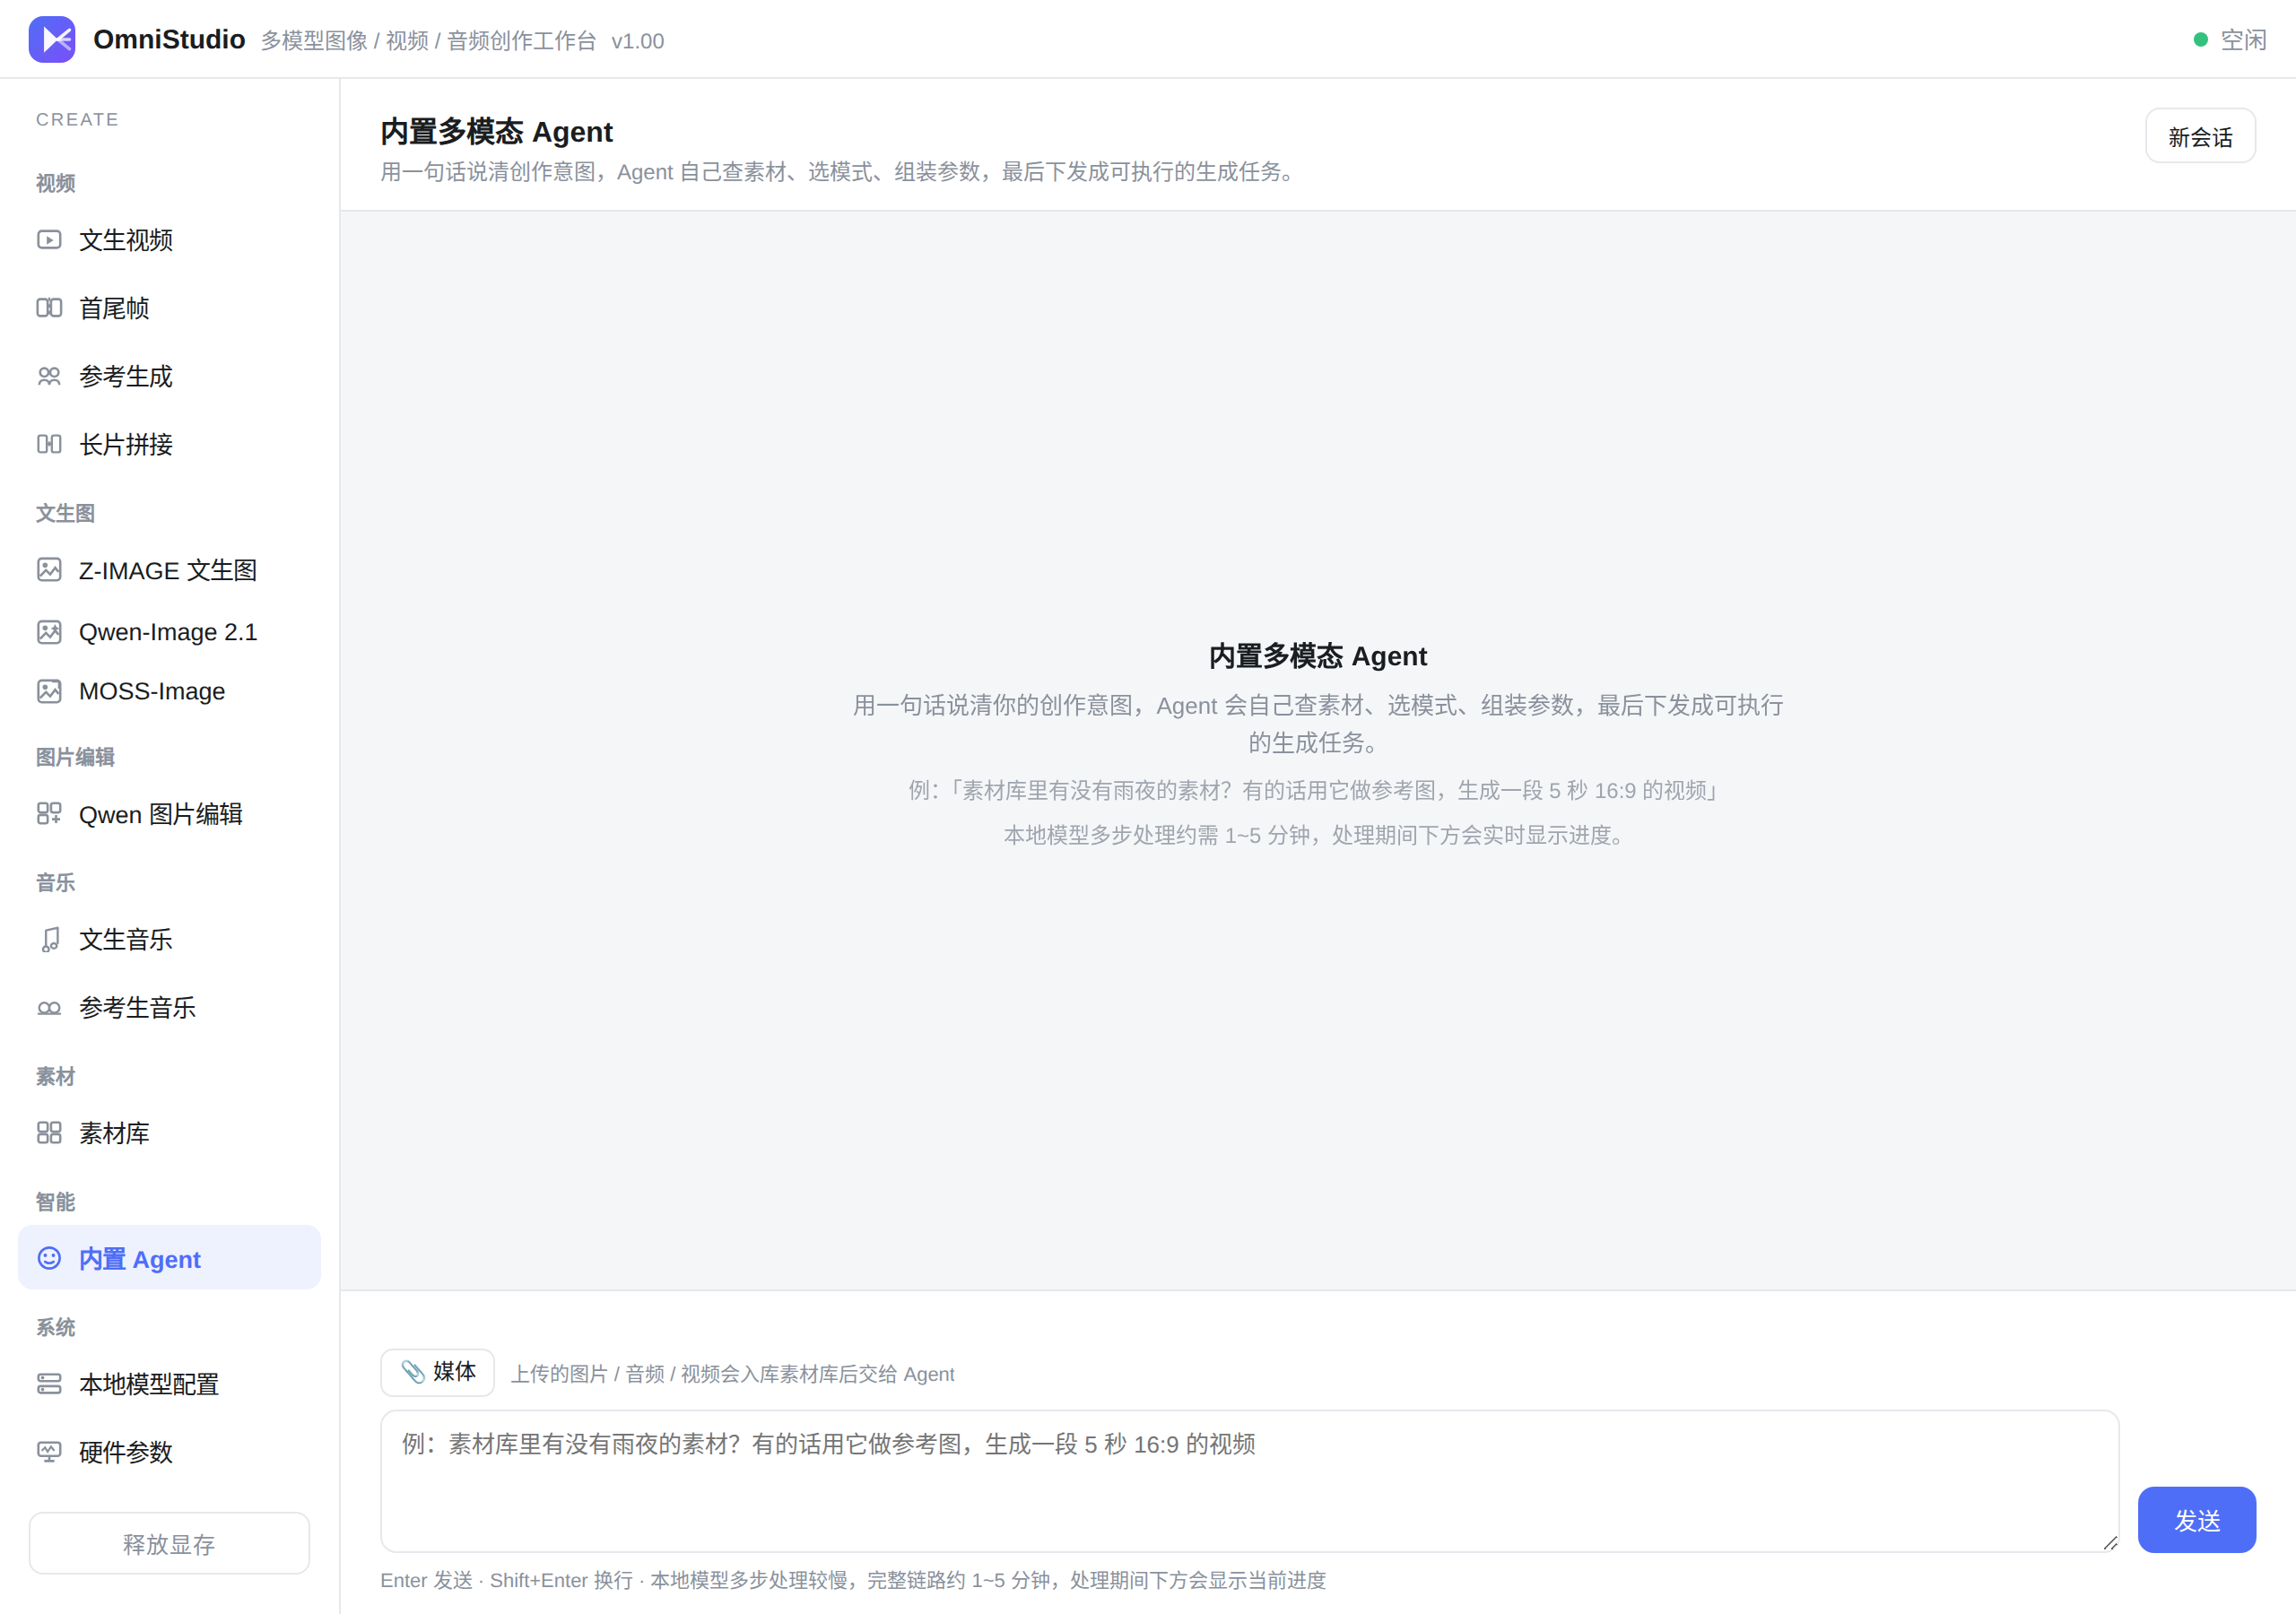 OmniStudio 多模型图像 / 视频 / 音频创作工作台 v1.00
空闲
CREATE
视频
文生视频
首尾帧
参考生成
长片拼接
文生图
Z-IMAGE 文生图
Qwen-Image 2.1
MOSS-Image
图片编辑
Qwen 图片编辑
音乐
文生音乐
参考生音乐
素材
素材库
智能
内置 Agent
系统
本地模型配置
硬件参数
释放显存
内置多模态 Agent
用一句话说清创作意图，Agent 自己查素材、选模式、组装参数，最后下发成可执行的生成任务。
新会话
内置多模态 Agent
用一句话说清你的创作意图，Agent 会自己查素材、选模式、组装参数，最后下发成可执行
的生成任务。
例：「素材库里有没有雨夜的素材？有的话用它做参考图，生成一段 5 秒 16:9 的视频」
本地模型多步处理约需 1~5 分钟，处理期间下方会实时显示进度。
📎 媒体
上传的图片 / 音频 / 视频会入库素材库后交给 Agent
例：素材库里有没有雨夜的素材？有的话用它做参考图，生成一段 5 秒 16:9 的视频
发送
Enter 发送 · Shift+Enter 换行 · 本地模型多步处理较慢，完整链路约 1~5 分钟，处理期间下方会显示当前进度